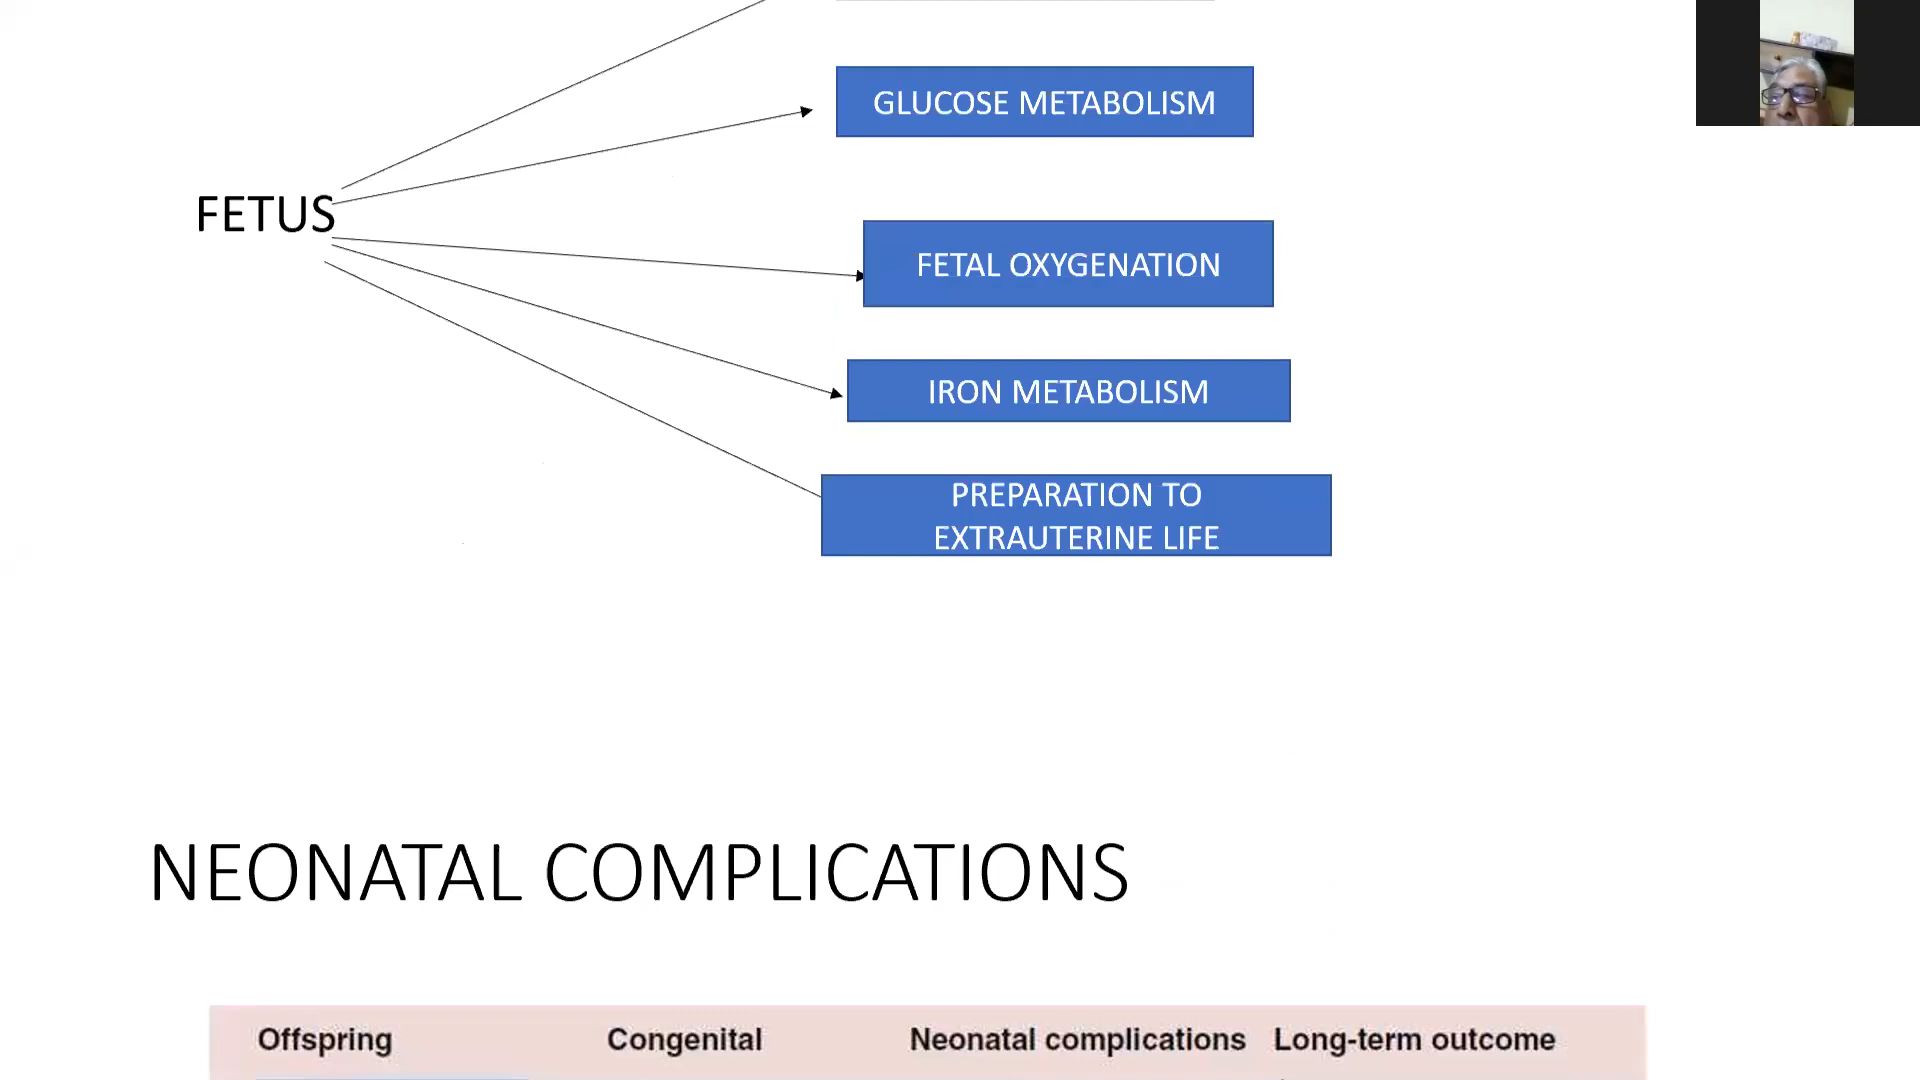 GLUCOSE METABOLISM
FETUS
FETAL OXYGENATION
IRON METABOLISM
PREPARATION TO
EXTRAUTERINE LIFE
NEONATAL COMPLICATIONS
Offspring Congenital Neonatal complications Long-term outcome